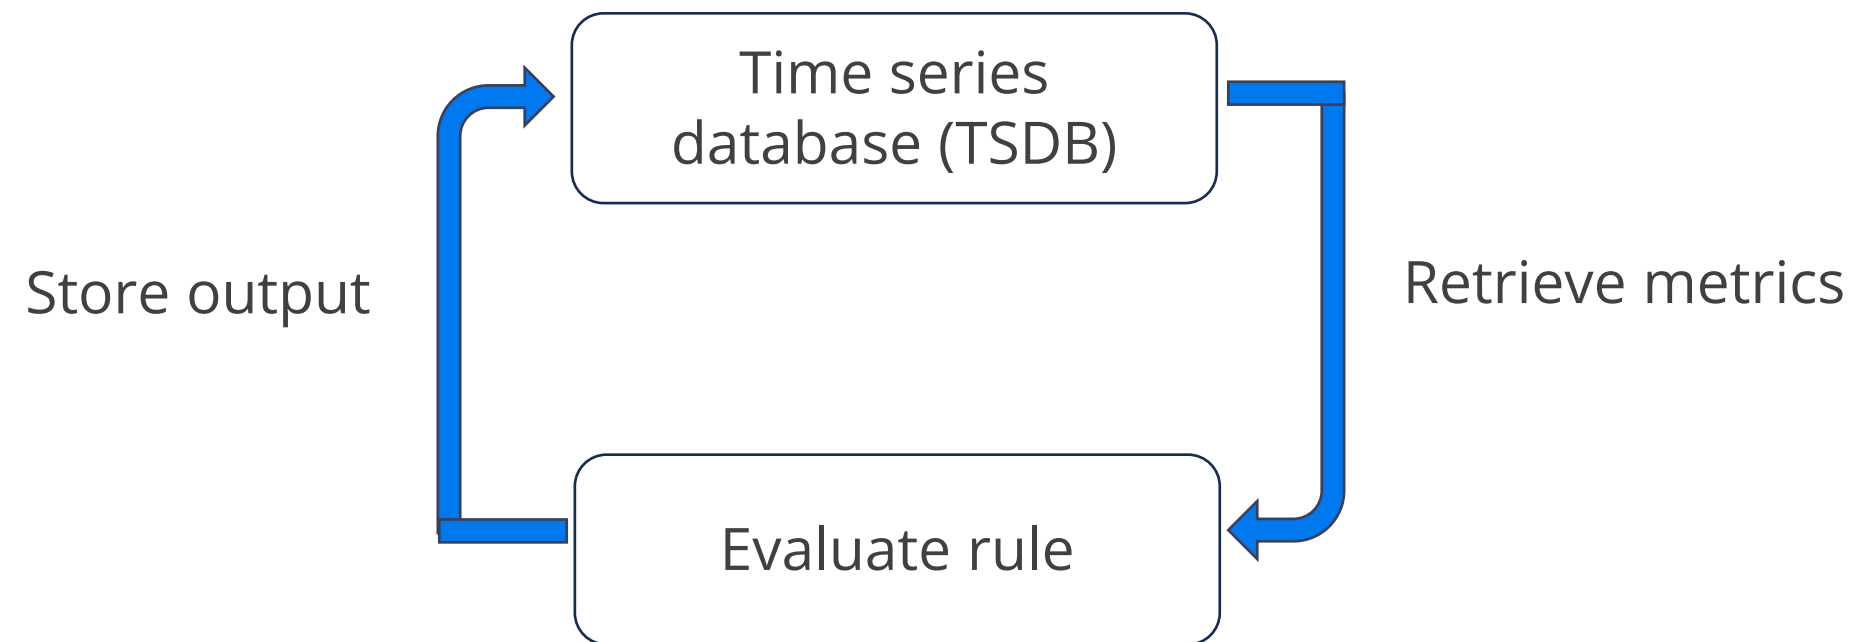 Time series
database (TSDB)
Store output
Retrieve metrics
Evaluate rule